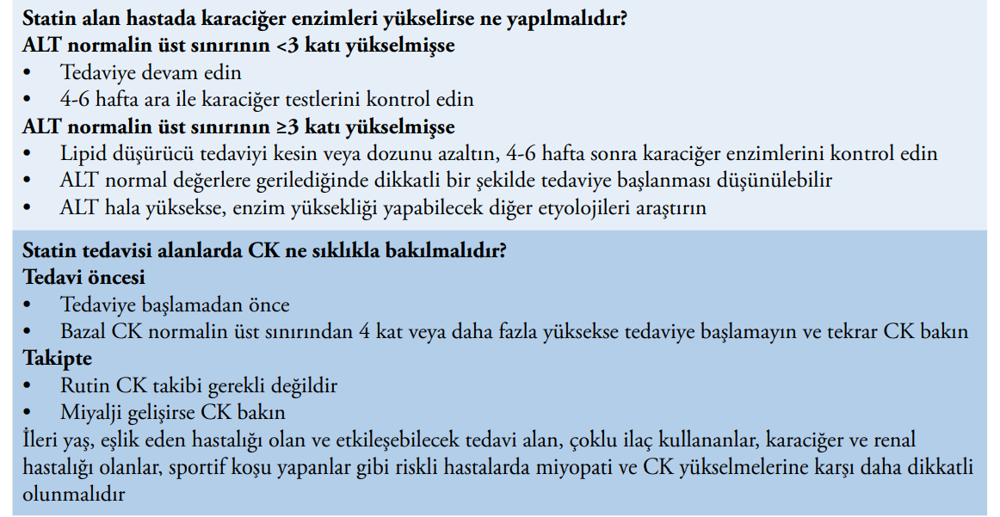 Statin alan hastada karaciğer enzimleri yükselirse ne yapılmalıdır?
ALT normalin üst sınırının <3 katı yükselmişse
• Tedaviye devam edin
• 4-6 hafta ara ile karaciğer testlerini kontrol edin
ALT normalin üst sınırının ≥3 katı yükselmişse
• Lipid düşürücü tedaviyi kesin veya dozunu azaltın, 4-6 hafta sonra karaciğer enzimlerini kontrol edin
• ALT normal değerlere gerilediğinde dikkatli bir şekilde tedaviye başlanması düşünülebilir
• ALT hala yüksekse, enzim yüksekliği yapabilecek diğer etyolojileri araştırın
Statin tedavisi alanlarda CK ne sıklıkla bakılmalıdır?
Tedavi öncesi
• Tedaviye başlamadan önce
• Bazal CK normalin üst sınırından 4 kat veya daha fazla yüksekse tedaviye başlamayın ve tekrar CK bakın
Takipte
• Rutin CK takibi gerekli değildir
• Miyalji gelişirse CK bakın
İleri yaş, eşlik eden hastalığı olan ve etkileşebilecek tedavi alan, çoklu ilaç kullananlar, karaciğer ve renal
hastalığı olanlar, sportif koşu yapanlar gibi riskli hastalarda miyopati ve CK yükselmelerine karşı daha dikkatli
olunmalıdır